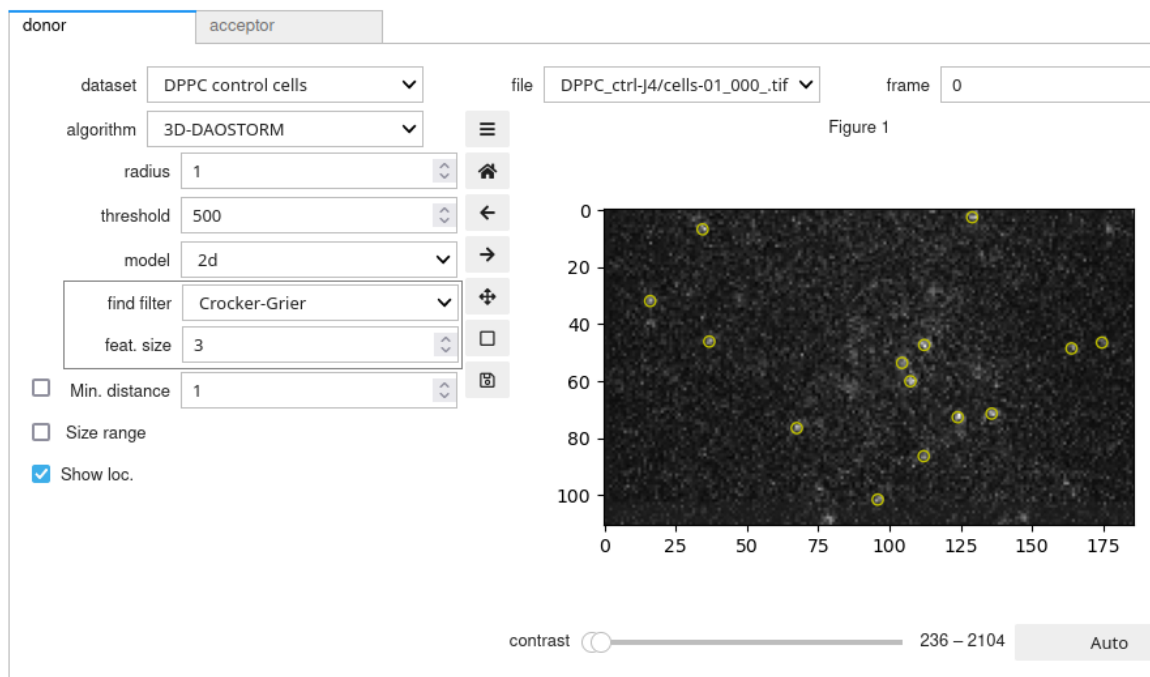 donor acceptor
dataset DPPC control cells file DPPC_ctrl-J4/cells-01_000_.tif frame 0
algorithm 3D-DAOSTORM
Figure 1
radius 1
threshold 500
model 2d
find filter Crocker-Grier
feat. size 3
Min. distance 1
Size range
Show loc.
0
20
40
60
80
100
0 25 50 75 100 125 150 175
contrast 236 – 2104 Auto